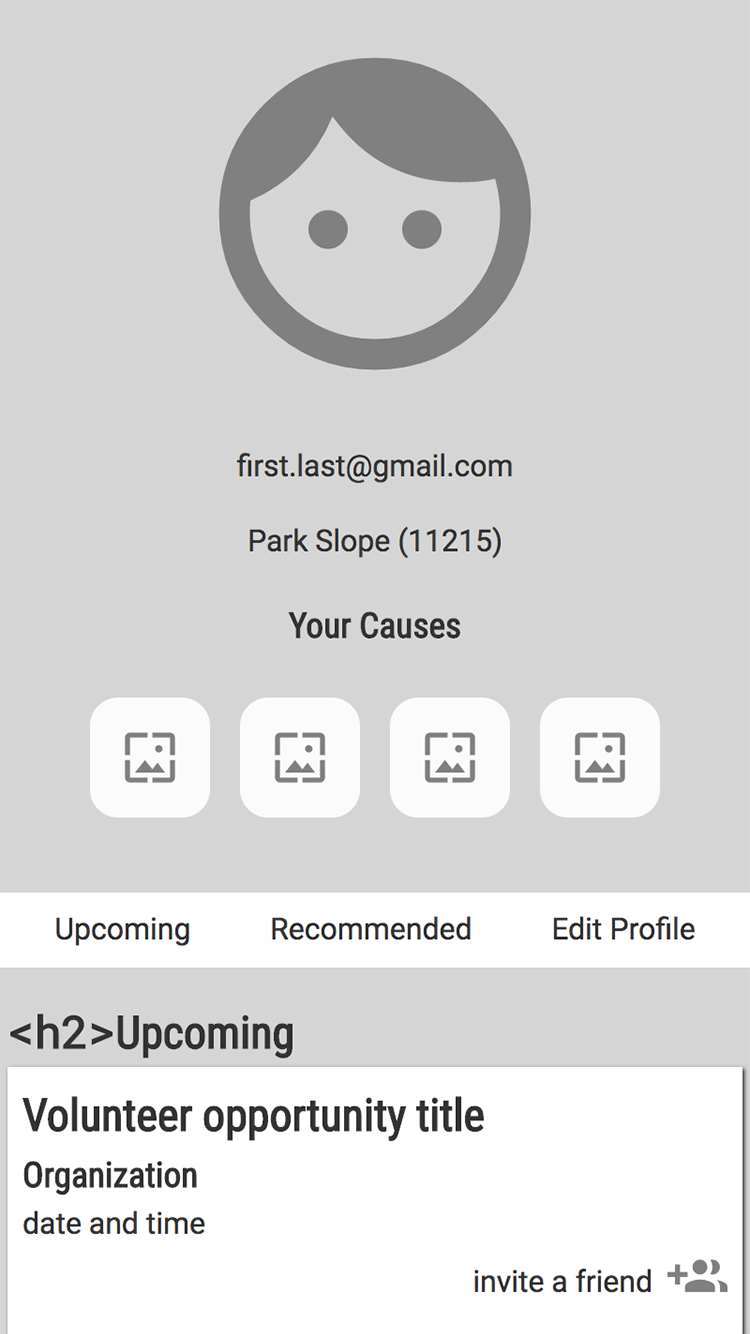 first.last@gmail.com
Park Slope (11215)
Your Causes
Upcoming Recommended Edit Profile
<h2>Upcoming
Volunteer opportunity title
Organization
date and time
invite a friend